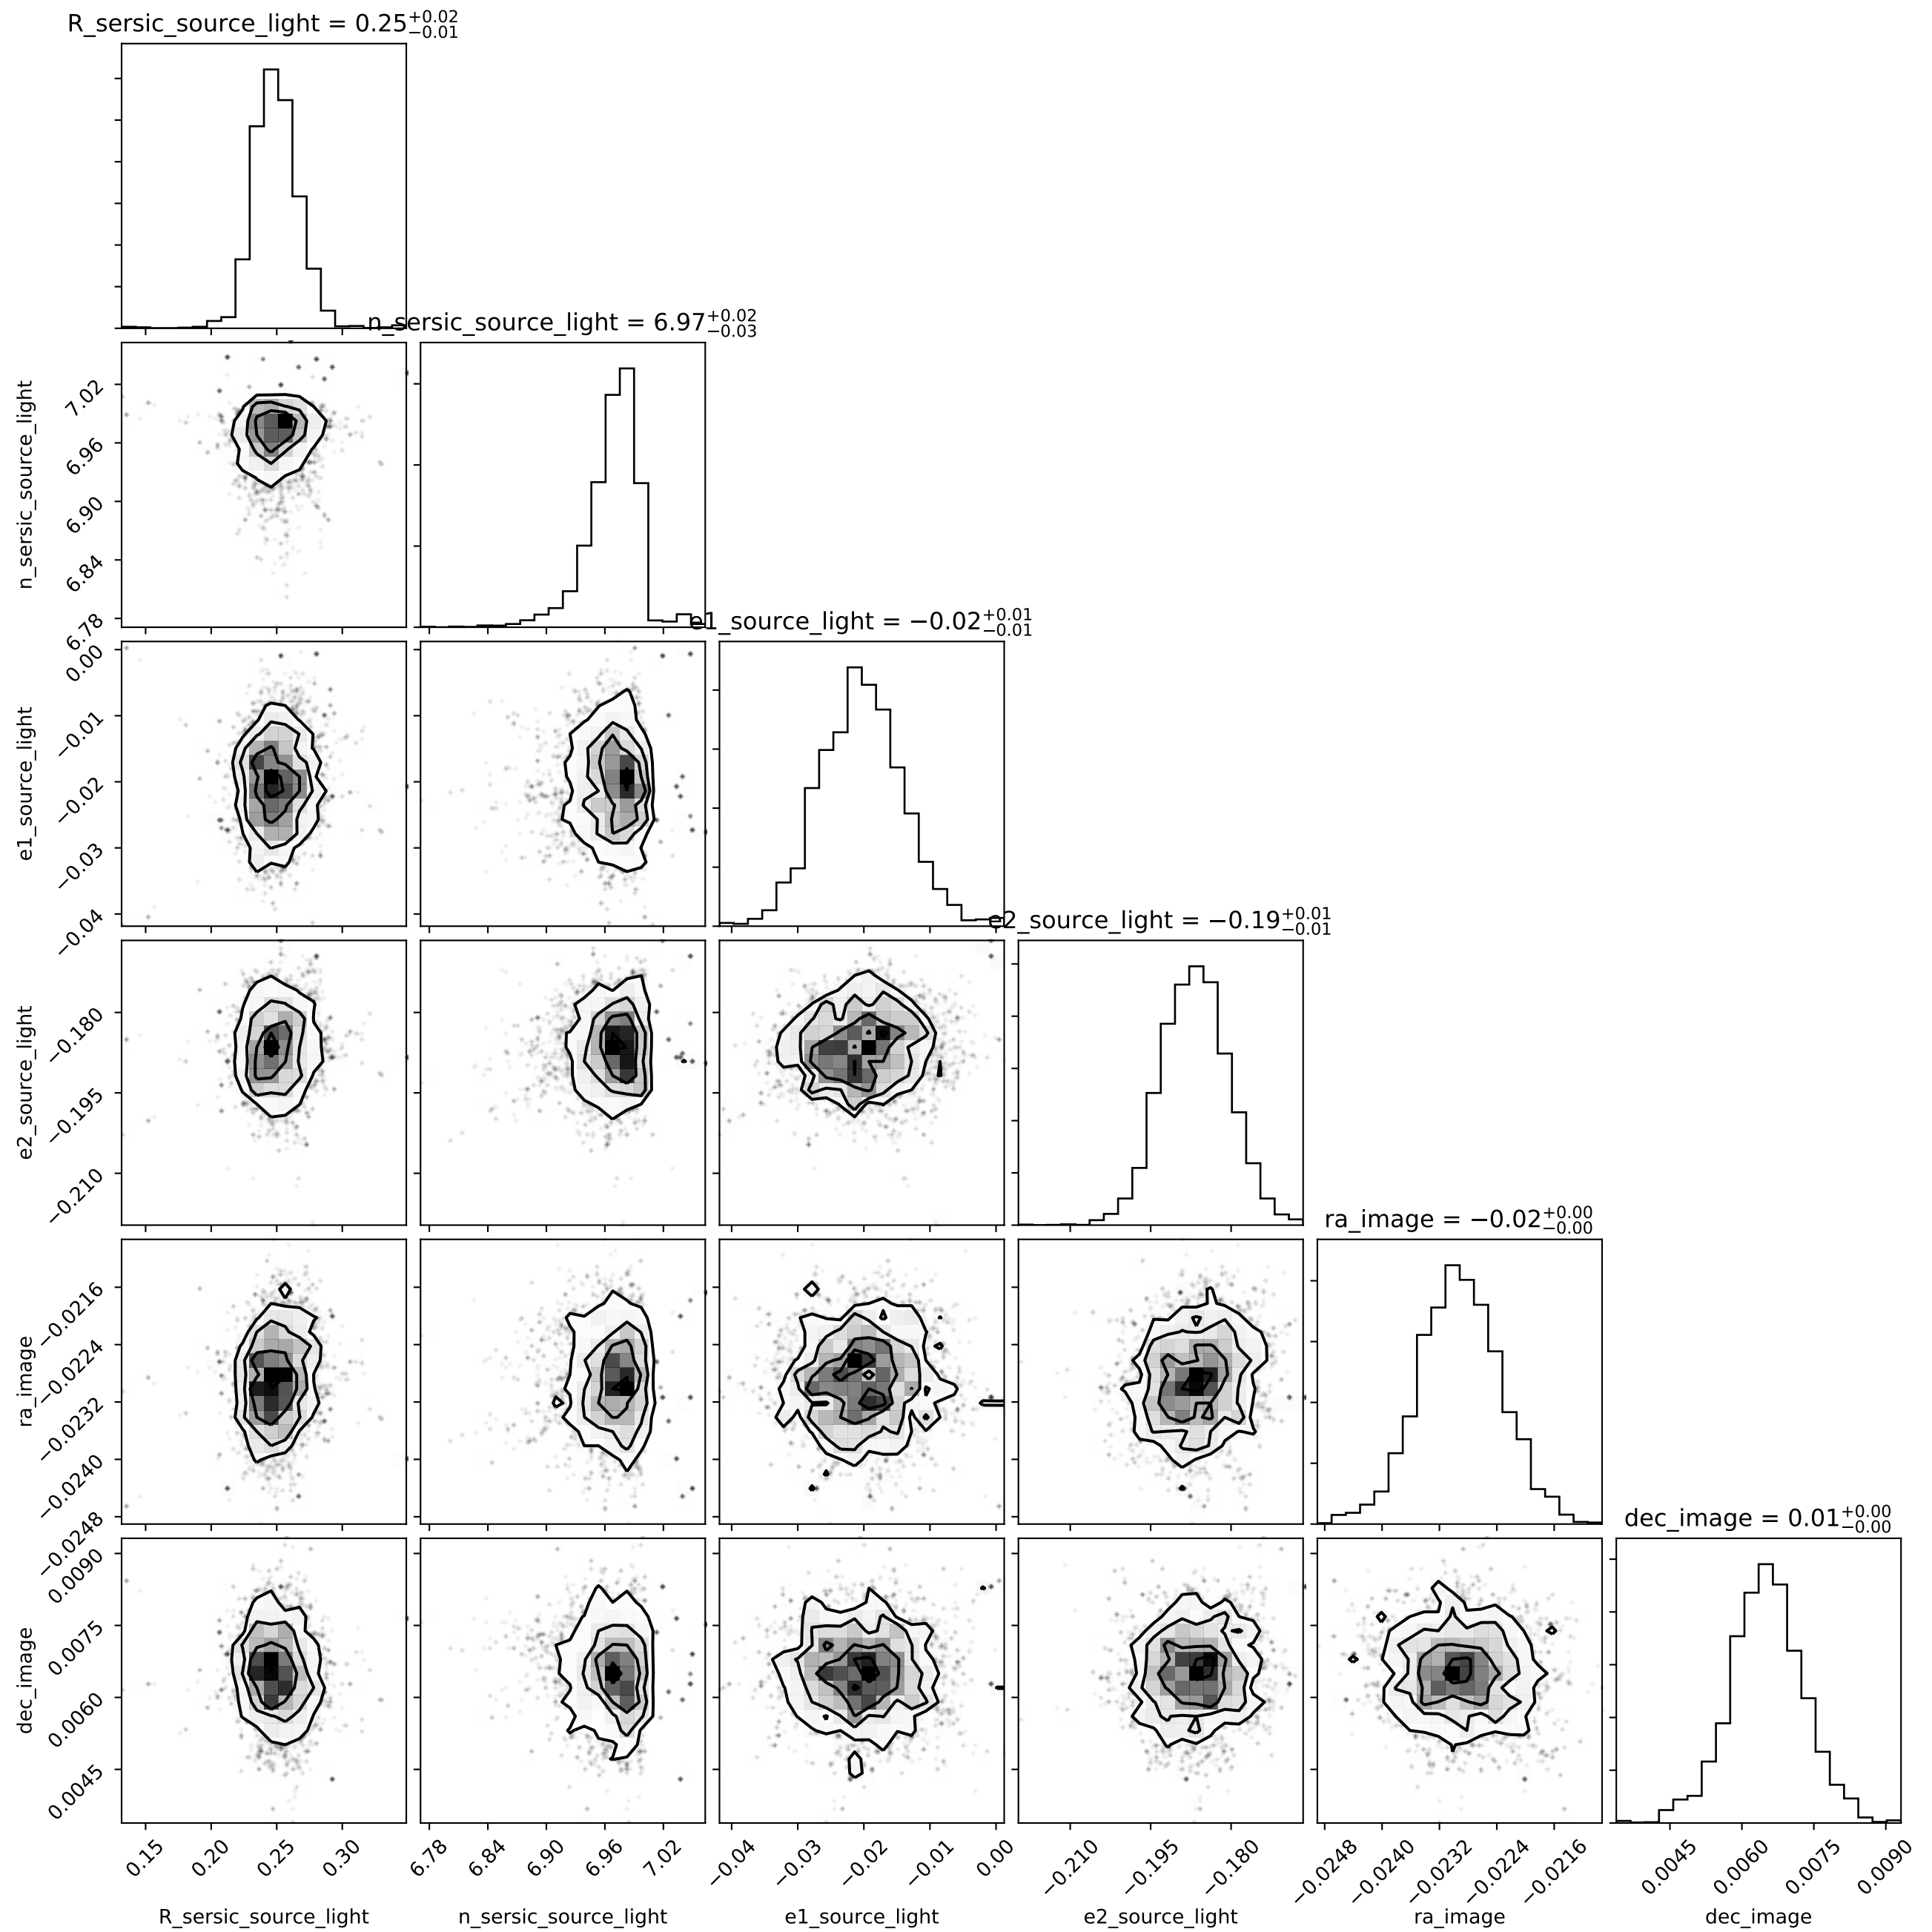 R_sersic_source_light = 0.25+0.02−0.01
n_sersic_source_light = 6.97+0.02−0.03
n_sersic_source_light
7.02
6.96
6.90
6.84
6.78
e1_source_light = −0.02+0.01−0.01
e1_source_light
0.00
−0.01
−0.02
−0.03
−0.04
e2_source_light = −0.19+0.01−0.01
e2_source_light
−0.180
−0.195
−0.210
ra_image = −0.02+0.00−0.00
ra_image
−0.0216
−0.0224
−0.0232
−0.0240
−0.0248
dec_image = 0.01+0.00−0.00
dec_image
0.0090
0.0075
0.0060
0.0045
0.15 0.20 0.25 0.30 6.78 6.84 6.90 6.96 7.02 −0.04 −0.03 −0.02 −0.01 0.00 −0.210 −0.195 −0.180 −0.0248 −0.0240 −0.0232 −0.0224 −0.0216 0.0045 0.0060 0.0075 0.0090
R_sersic_source_light n_sersic_source_light e1_source_light e2_source_light ra_image dec_image